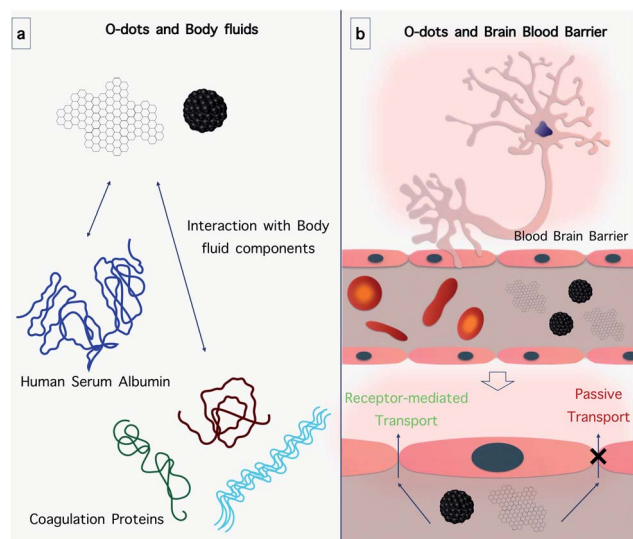 a
O-dots and Body fluids
Interaction with Body
fluid components
Human Serum Albumin
Coagulation Proteins
b
O-dots and Brain Blood Barrier
Blood Brain Barrier
Receptor-mediated
Transport
Passive
Transport